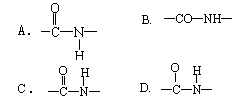 A. —C(=O)—N(H)—
B. —CO—NH—
C. —C(=O)—N(H)—
D. —C(O)—N(H)—